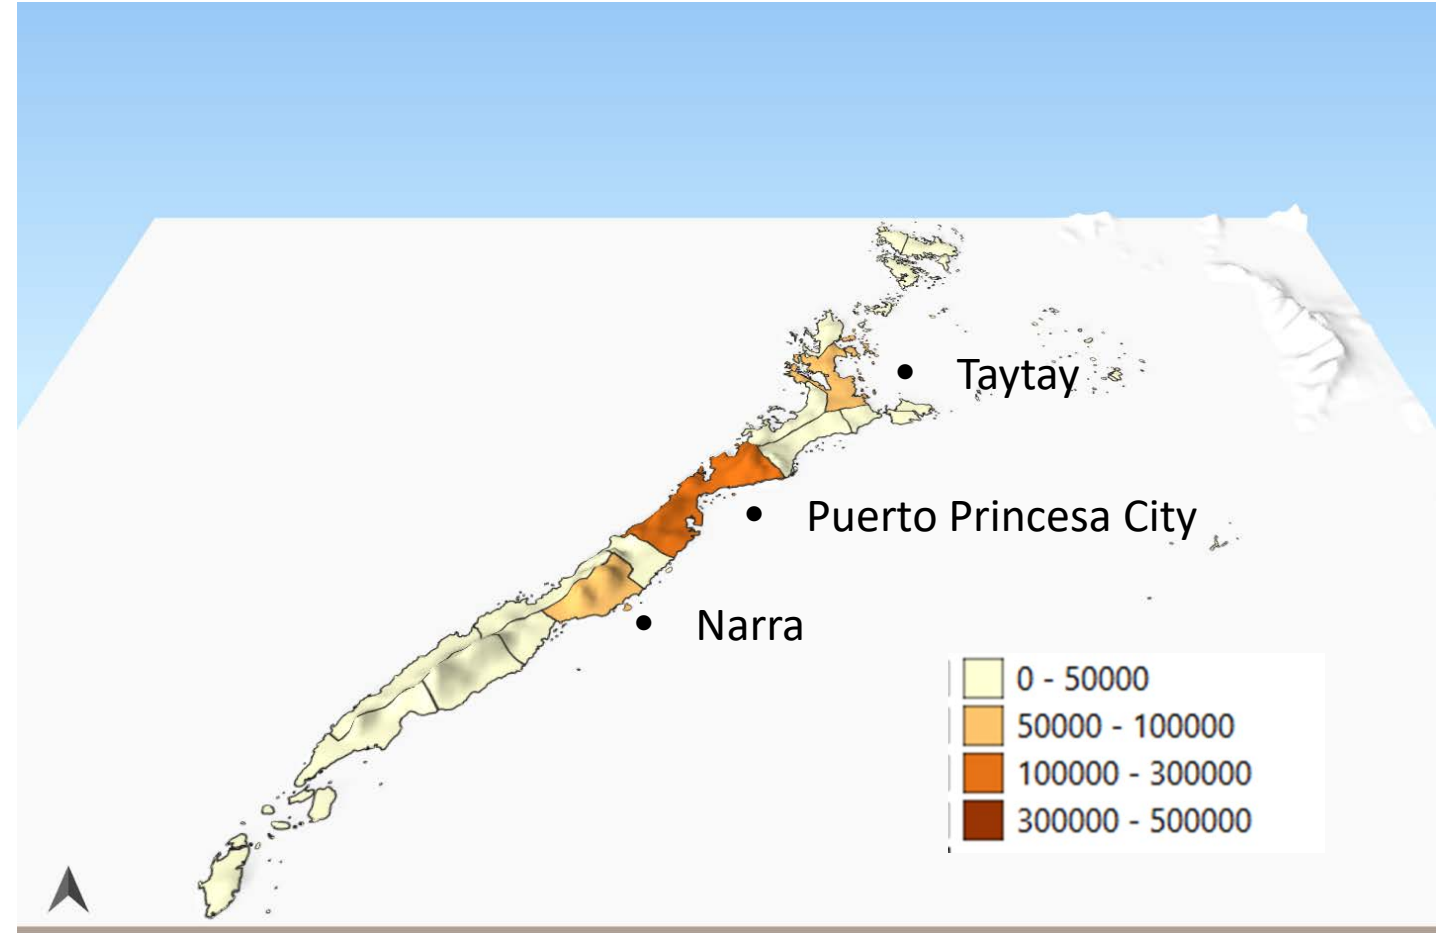 • Taytay
• Puerto Princesa City
• Narra
0 - 50000
50000 - 100000
100000 - 300000
300000 - 500000